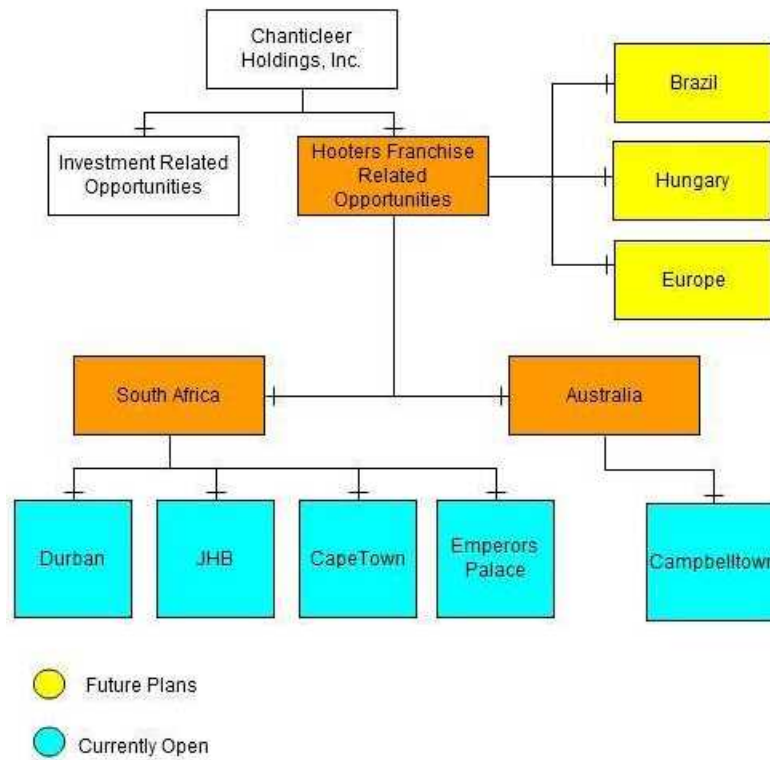 Chanticleer
Holdings, Inc.
Brazil
Investment Related
Opportunities
Hooters Franchise
Related
Opportunities
Hungary
Europe
South Africa
Australia
Durban
JHB
CapeTown
Emperors
Palace
Campbelltown
Future Plans
Currently Open